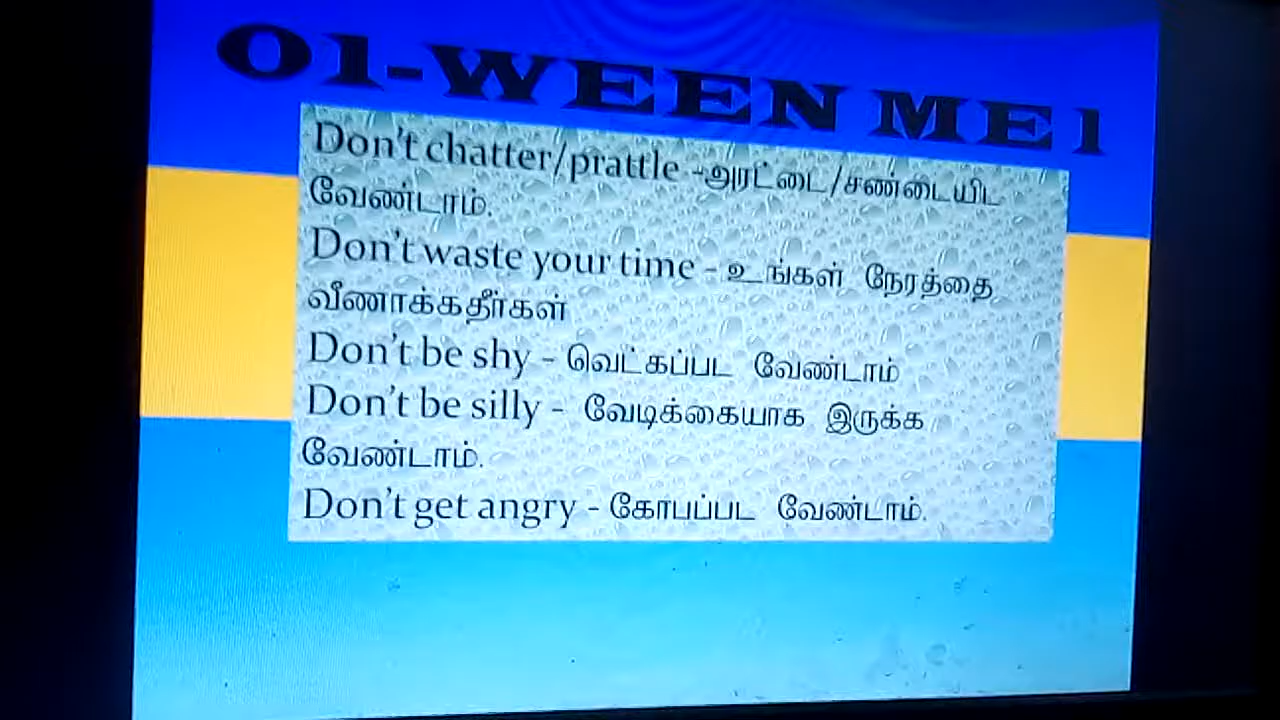 01-WEEN ME 1
Don't chatter/prattle -அரட்டை/சண்டையிட
வேண்டாம்.
Don't waste your time - உங்கள் நேரத்தை
வீணாக்கதீர்கள்
Don't be shy - வெட்கப்பட வேண்டாம்
Don't be silly - வேடிக்கையாக இருக்க
வேண்டாம்.
Don't get angry - கோபப்பட வேண்டாம்.